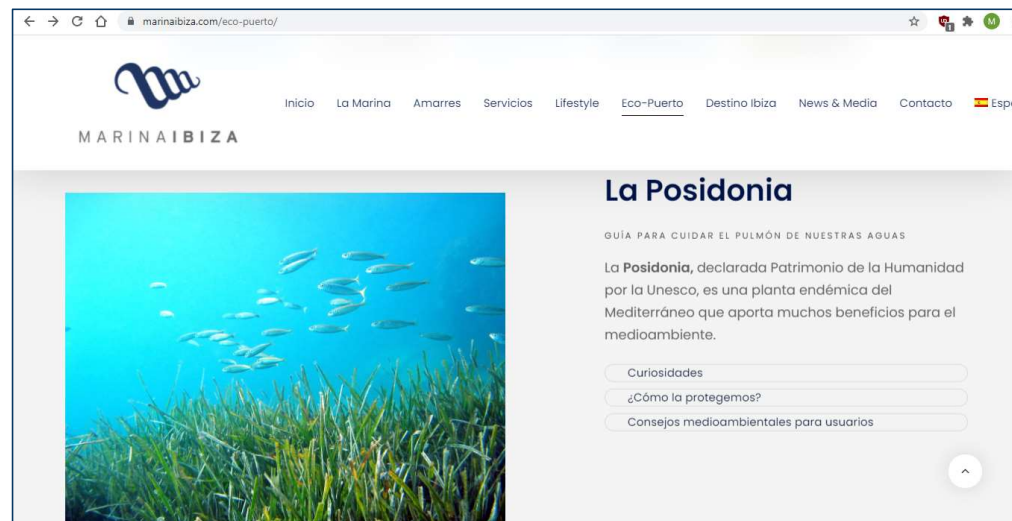 marinaibiza.com/eco-puerto/
1
M
MARINAIBIZA
Inicio
La Marina
Amarres
Servicios
Lifestyle
Eco-Puerto
Destino Ibiza
News & Media
Contacto
La Posidonia
GUÍA PARA CUIDAR EL PULMÓN DE NUESTRAS AGUAS
La Posidonia, declarada Patrimonio de la Humanidad
por la Unesco, es una planta endémica del
Mediterráneo que aporta muchos beneficios para el
medioambiente.
Curiosidades
¿Cómo la protegemos?
Consejos medioambientales para usuarios